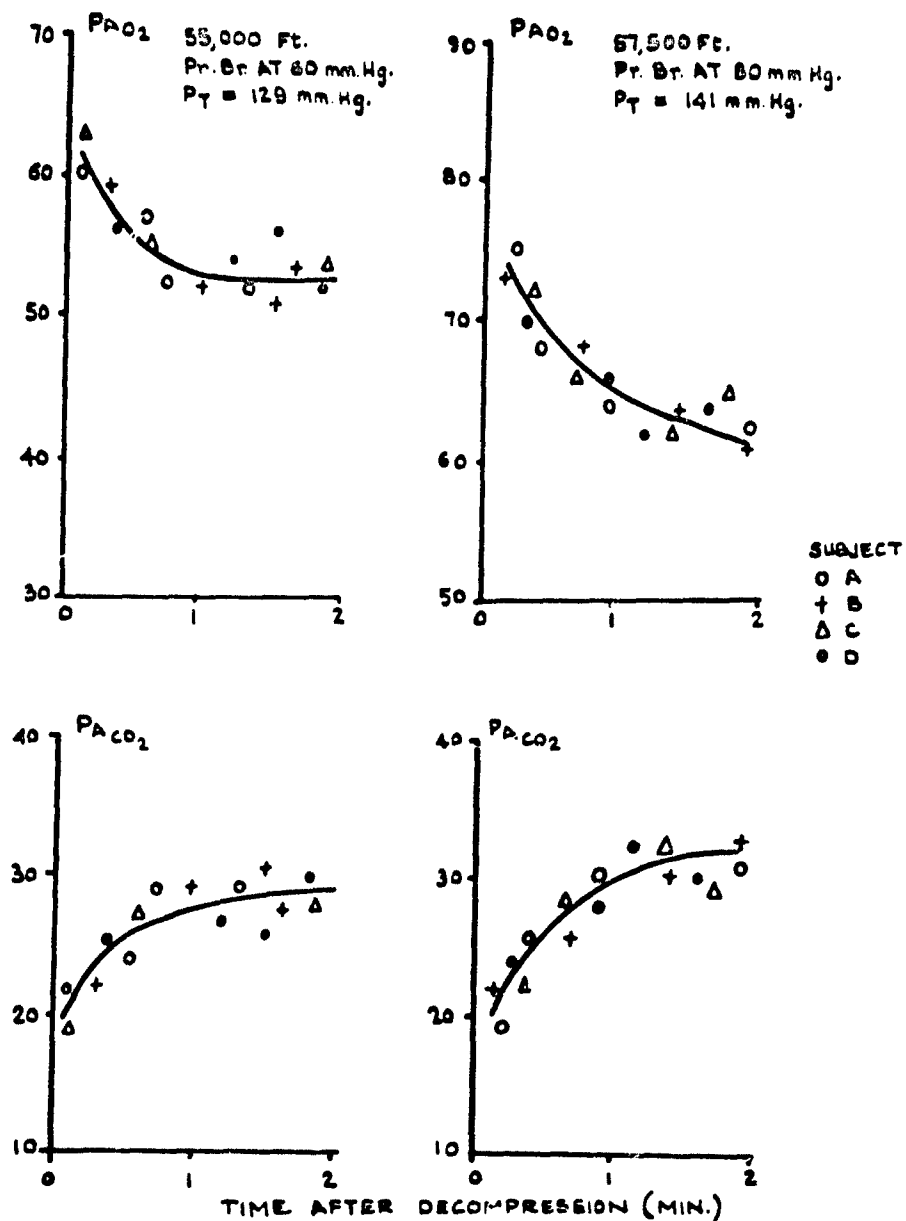 PAO2
55,000 Ft.
Pr. Br. AT 60 mm.Hg.
PT = 129 mm.Hg.
70
60
50
40
30
0 1 2
PAO2
57,500 Ft.
Pr. Br. AT 80 mm Hg.
PT = 141 mm.Hg.
90
80
70
60
50
0 1 2
SUBJECT
A
B
C
D
PACO2
40
30
20
10
0 1 2
PACO2
40
30
20
10
0 1 2
TIME AFTER DECOMPRESSION (MIN.)